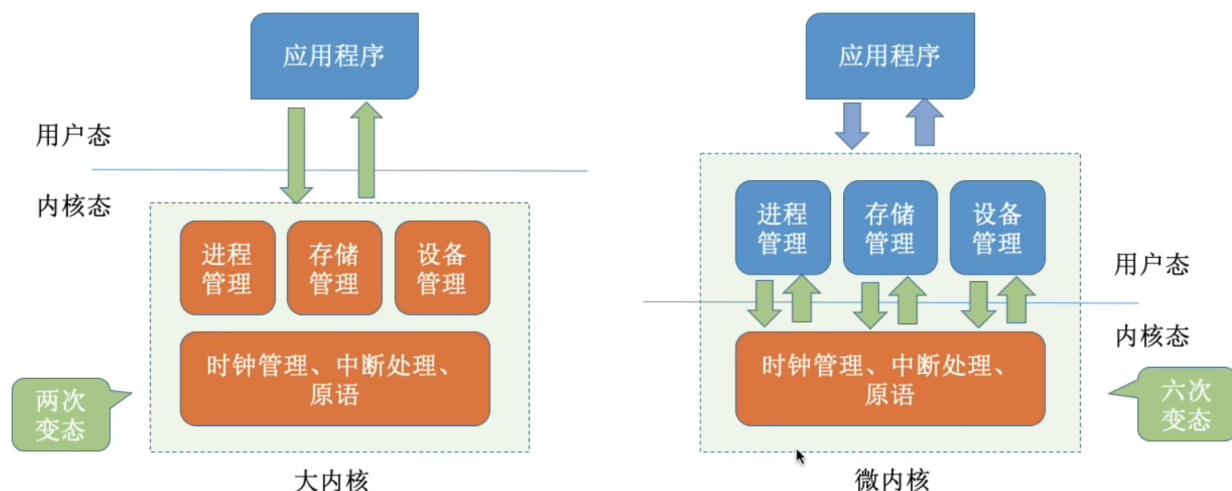 应用程序
用户态
内核态
进程
管理
存储
管理
设备
管理
时钟管理、中断处理、
原语
两次
变态
大内核
应用程序
进程
管理
存储
管理
设备
管理
用户态
内核态
时钟管理、中断处理、
原语
六次
变态
微内核